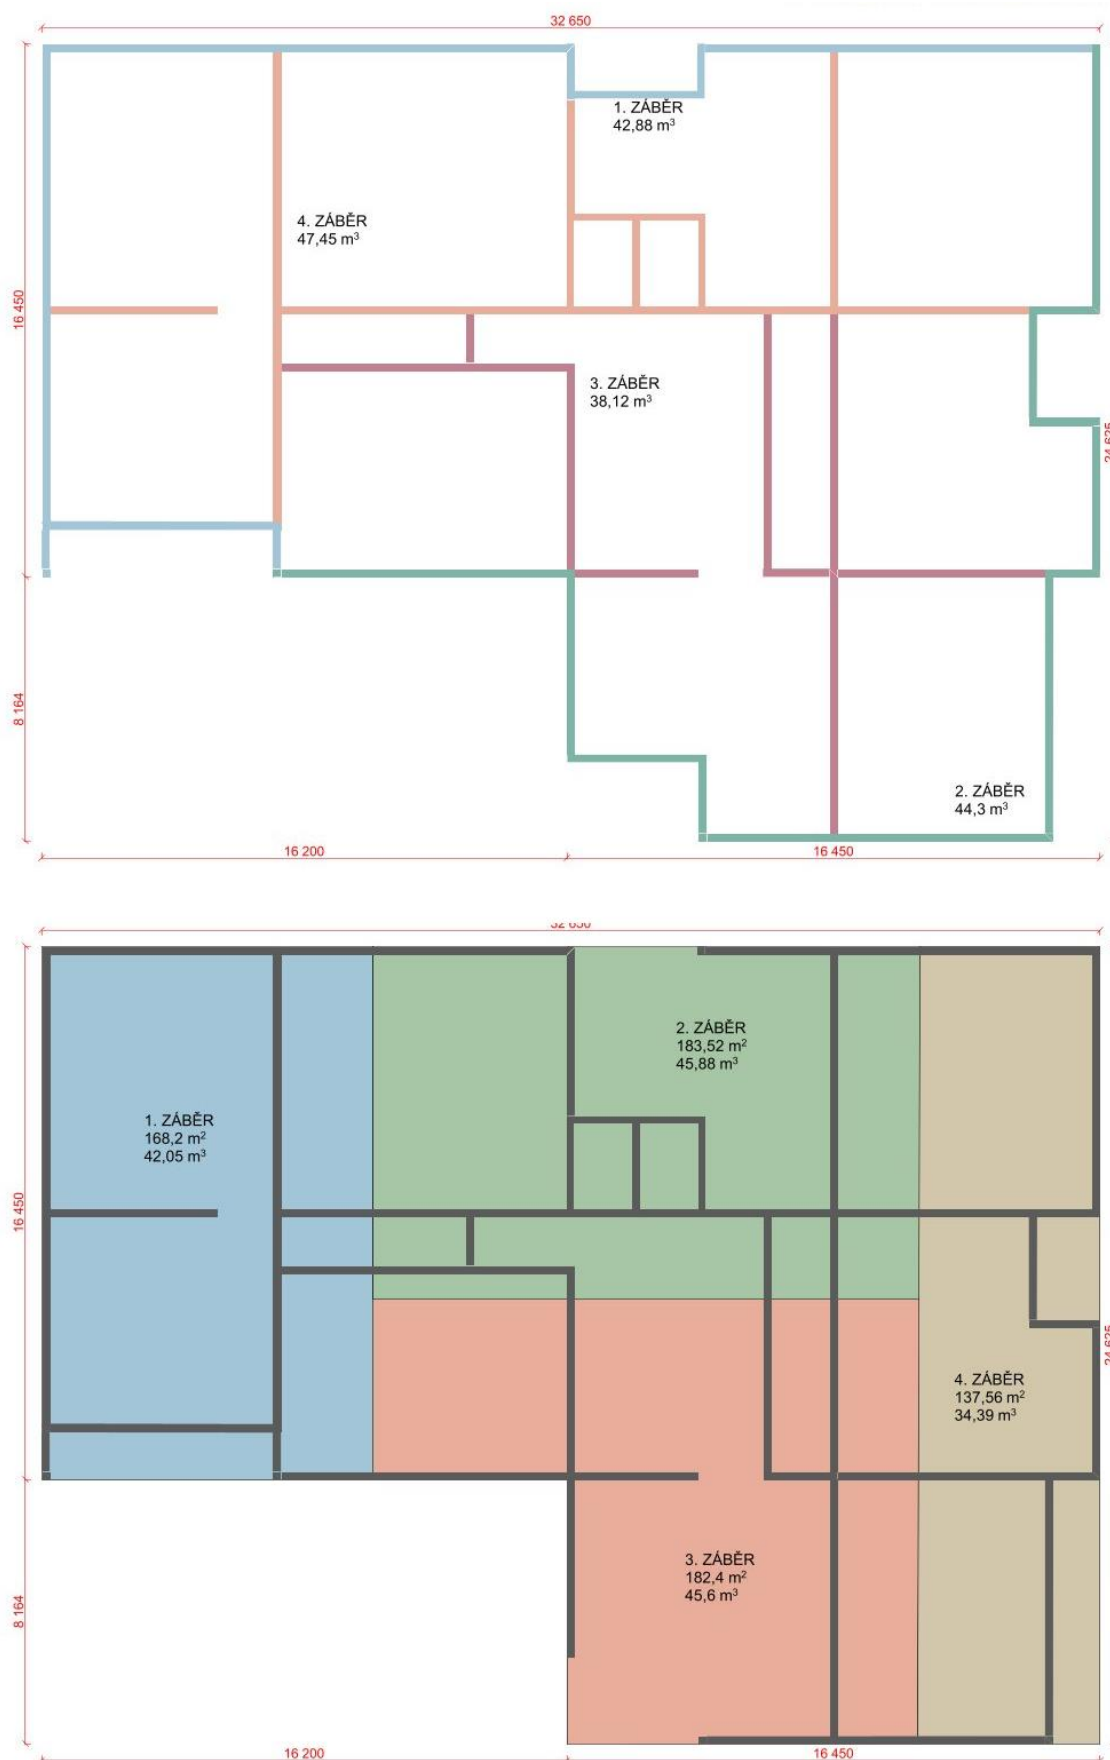 32 650
1. ZÁBĚR
42,88 m³
4. ZÁBĚR
47,45 m³
16 450
3. ZÁBĚR
38,12 m³
8 164
2. ZÁBĚR
44,3 m³
16 200
16 450
32 650
2. ZÁBĚR
183,52 m²
45,88 m³
1. ZÁBĚR
168,2 m²
42,05 m³
16 450
4. ZÁBĚR
137,56 m²
34,39 m³
3. ZÁBĚR
182,4 m²
45,6 m³
8 164
16 200
16 450